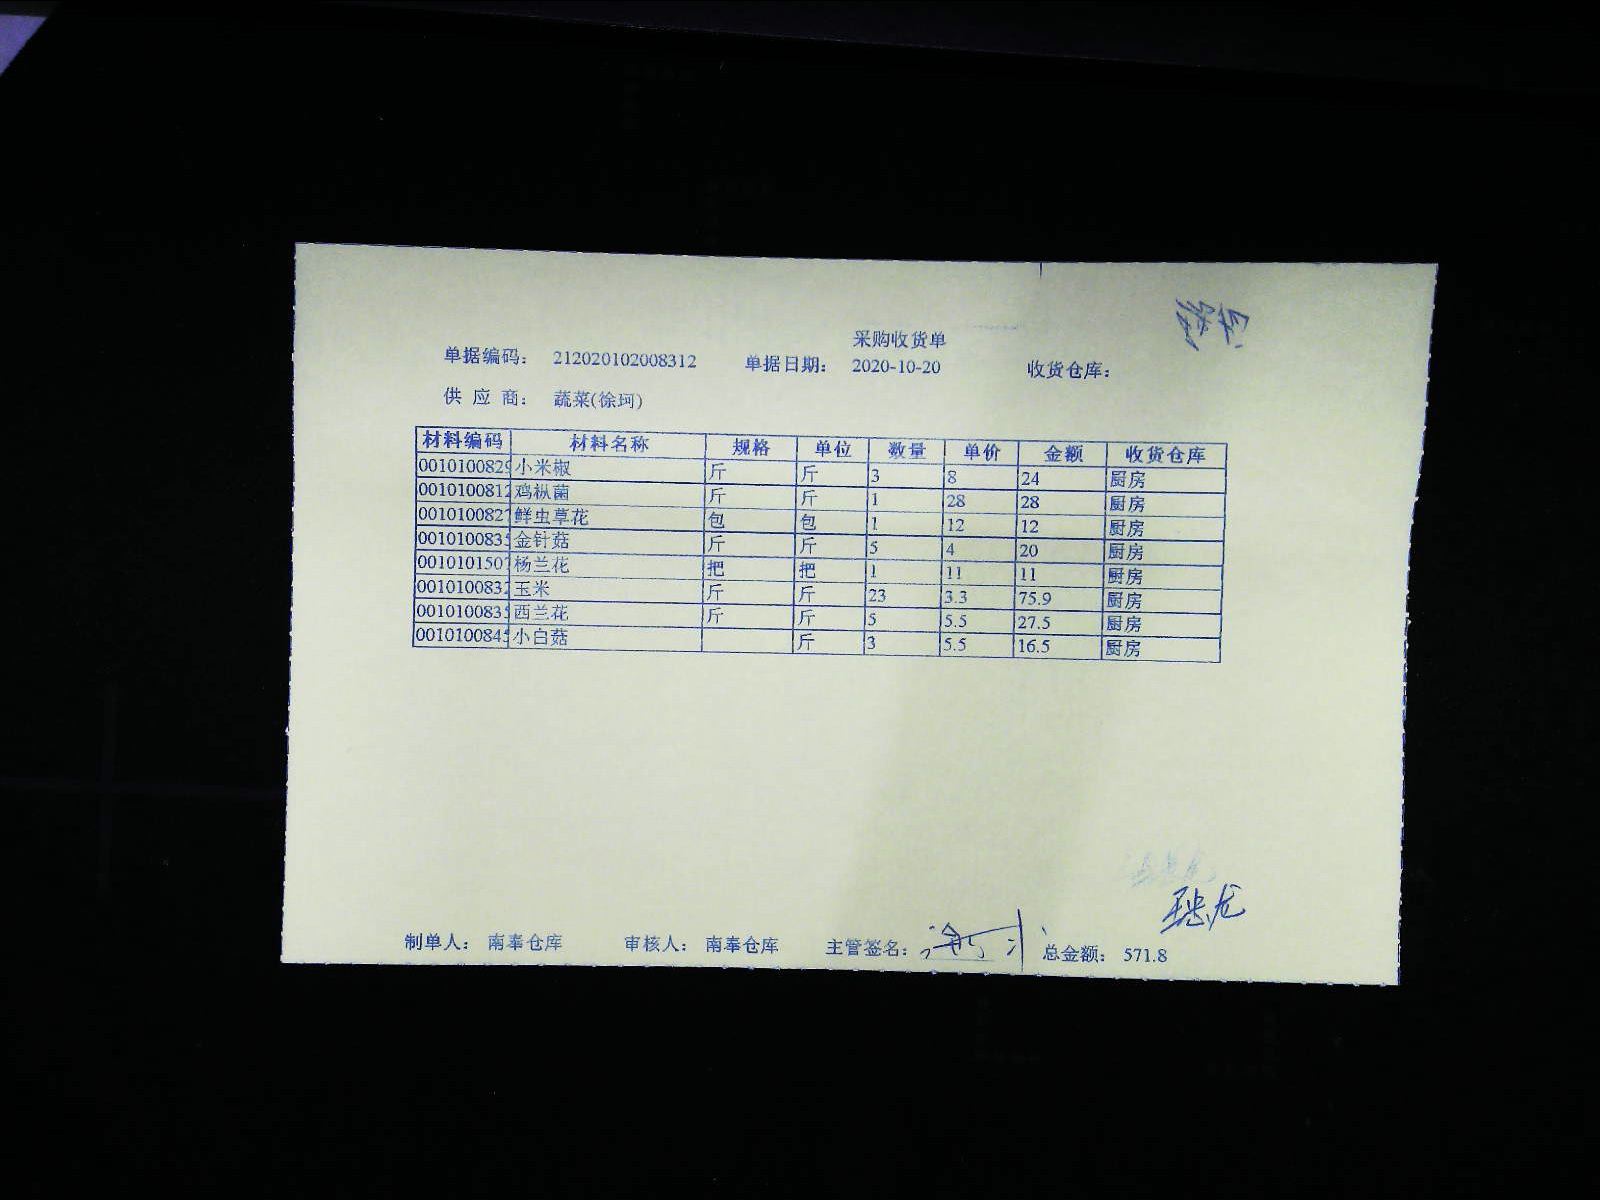 采购收货单
单据编码： 212020102008312 单据日期： 2020-10-20 收货仓库：
供 应 商： 蔬菜(徐珂)
材料编码 材料名称 规格 单位 数量 单价 金额 收货仓库
0010100829 小米椒 斤 斤 3 8 24 厨房
0010100812 鸡枞菌 斤 斤 1 28 28 厨房
0010100827 鲜虫草花 包 包 1 12 12 厨房
001010083 金针菇 斤 斤 5 4 20 厨房
0010101507 杨兰花 把 把 1 11 11 厨房
0010100832 玉米 斤 斤 23 3.3 75.9 厨房
001010083 西兰花 斤 斤 5 5.5 27.5 厨房
001010084 小白菇 斤 3 5.5 16.5 厨房
制单人： 南奉仓库 审核人： 南奉仓库 主管签名： 总金额： 571.8